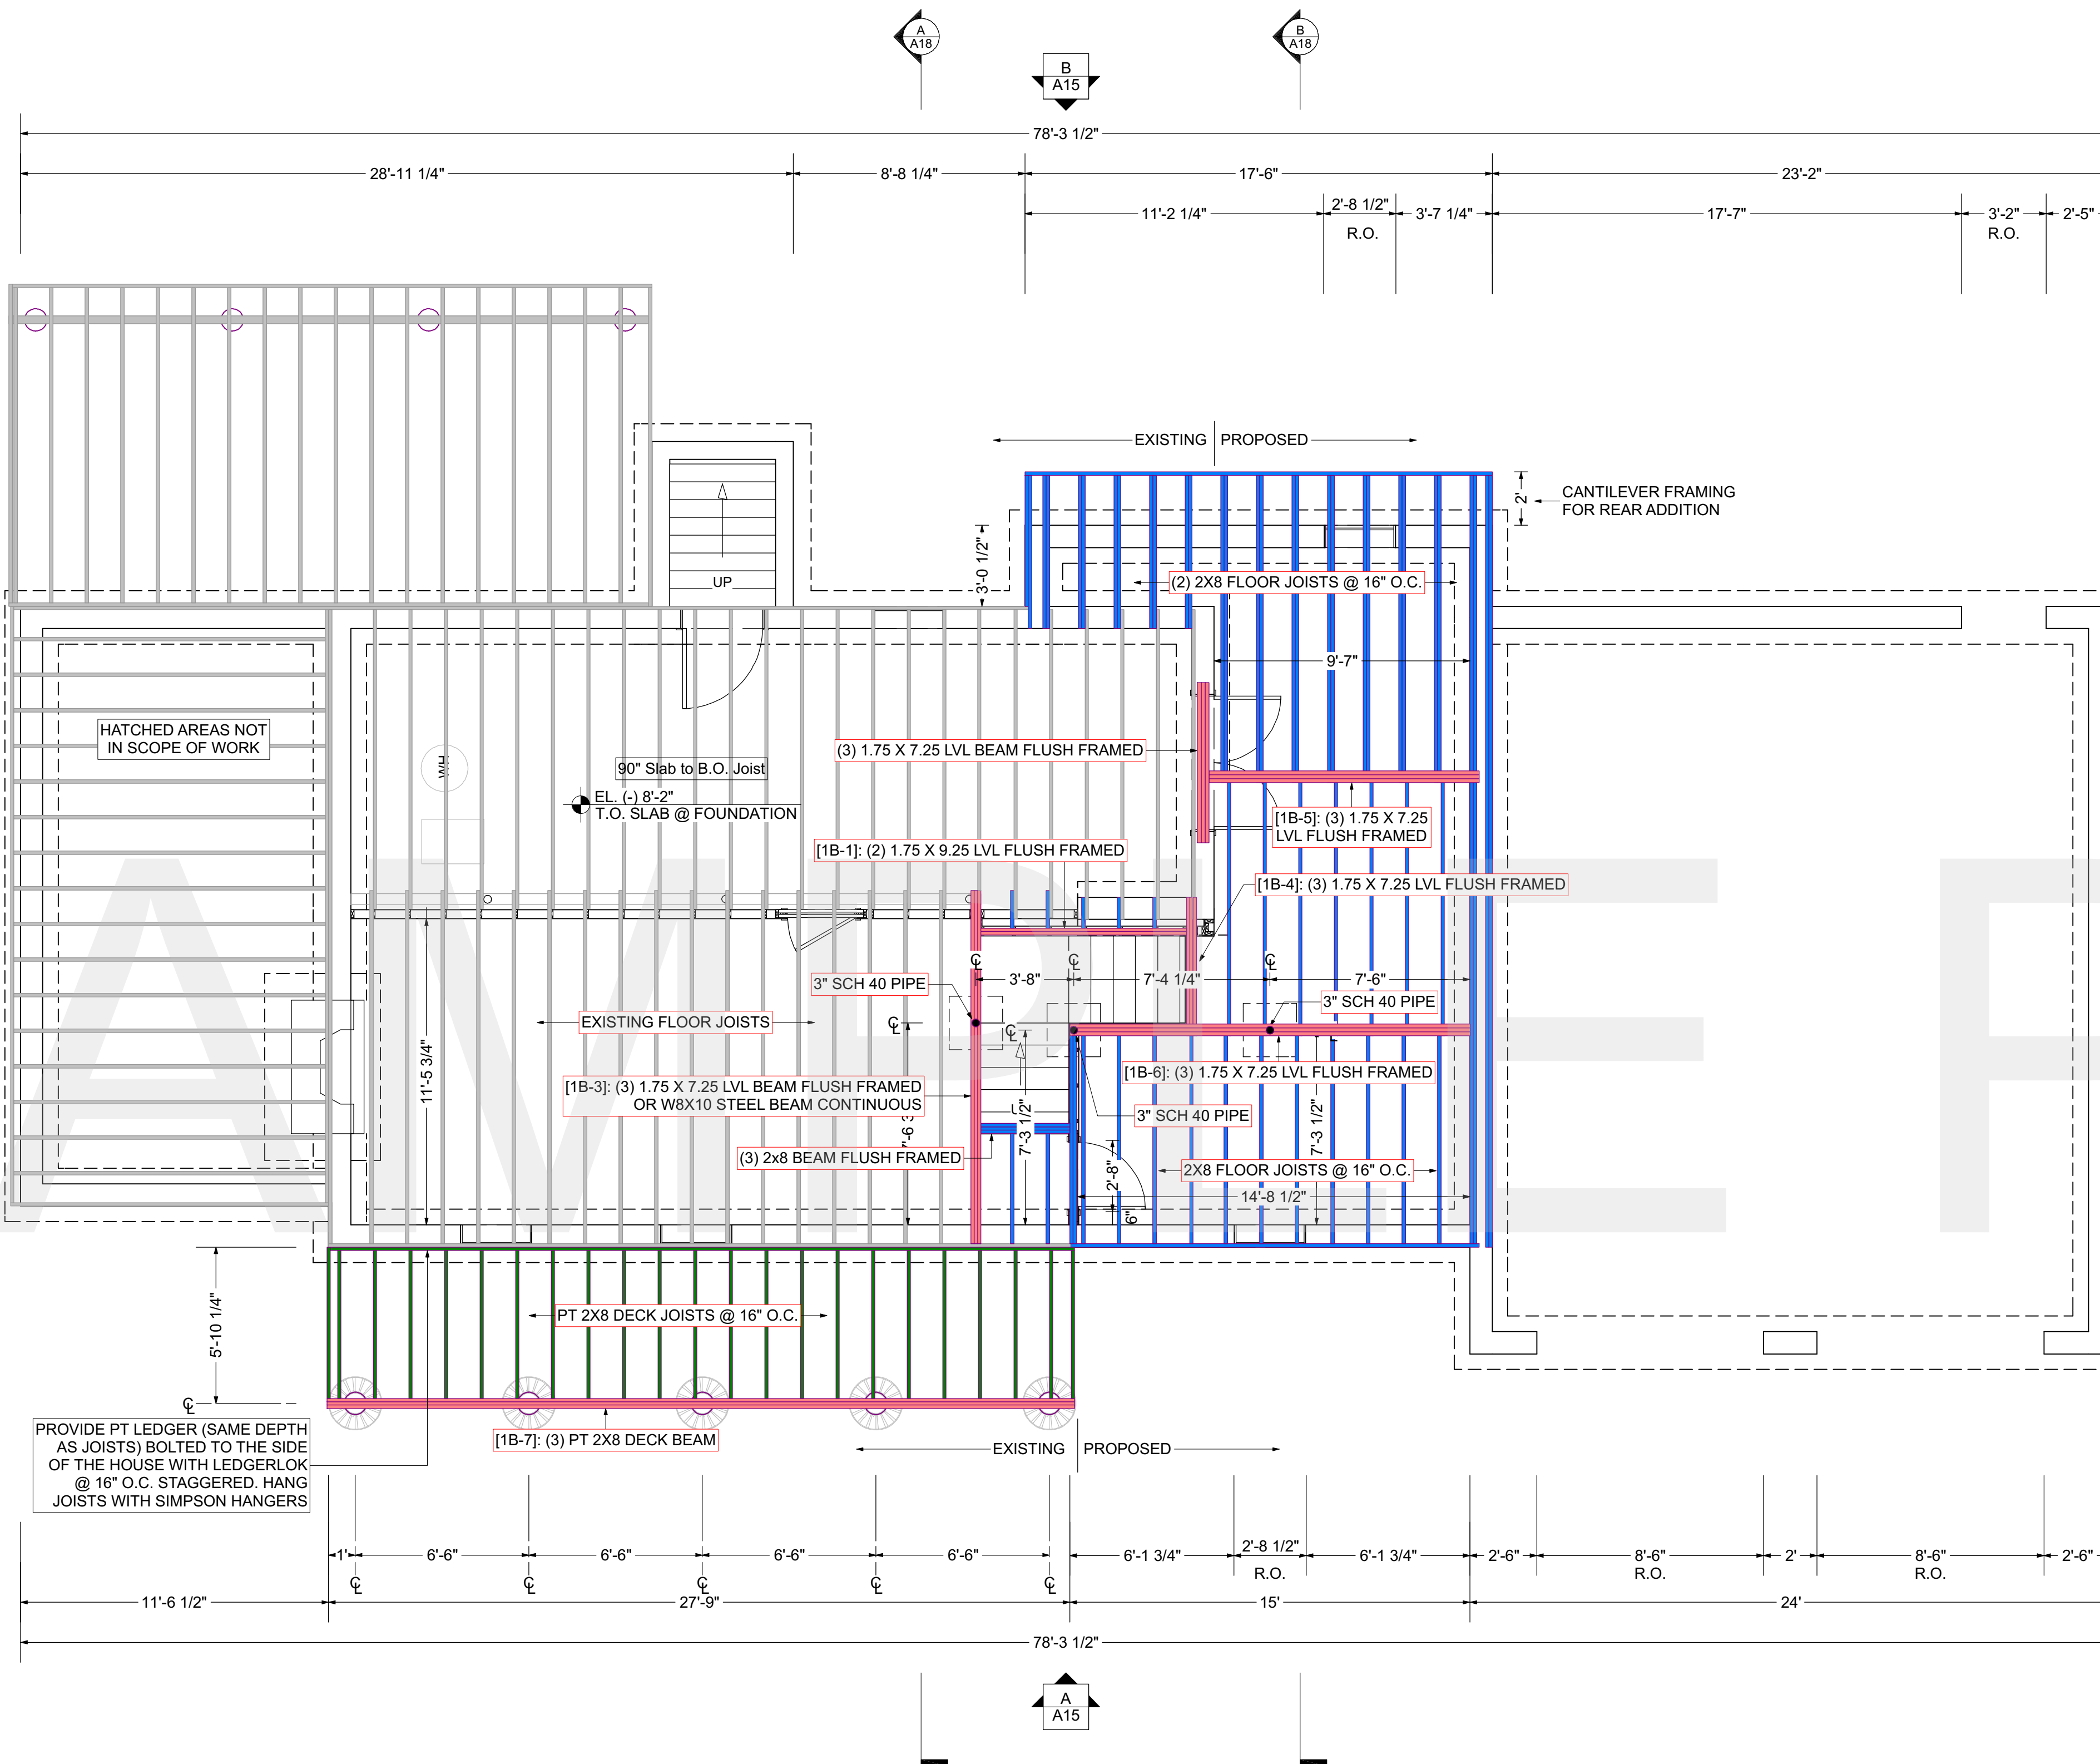 A
A18
B
A18
B
A15
78'-3 1/2"
28'-11 1/4"
8'-8 1/4"
17'-6"
23'-2"
11'-2 1/4"
2'-8 1/2"
R.O.
3'-7 1/4"
17'-7"
3'-2"
R.O.
2'-5"
EXISTING
PROPOSED
2'
CANTILEVER FRAMING
FOR REAR ADDITION
3'-0 1/2"
UP
(2) 2X8 FLOOR JOISTS @ 16" O.C.
9'-7"
HATCHED AREAS NOT
IN SCOPE OF WORK
WH
90" Slab to B.O. Joist
EL. (-) 8'-2"
T.O. SLAB @ FOUNDATION
(3) 1.75 X 7.25 LVL BEAM FLUSH FRAMED
[1B-5]: (3) 1.75 X 7.25
LVL FLUSH FRAMED
[1B-1]: (2) 1.75 X 9.25 LVL FLUSH FRAMED
[1B-4]: (3) 1.75 X 7.25 LVL FLUSH FRAMED
AMPLE F
3" SCH 40 PIPE
3'-8"
7'-4 1/4"
7'-6"
3" SCH 40 PIPE
EXISTING FLOOR JOISTS
11'-5 3/4"
[1B-3]: (3) 1.75 X 7.25 LVL BEAM FLUSH FRAMED
OR W8X10 STEEL BEAM CONTINUOUS
[1B-6]: (3) 1.75 X 7.25 LVL FLUSH FRAMED
3" SCH 40 PIPE
7'-3 1/2"
7'-3 1/2"
(3) 2x8 BEAM FLUSH FRAMED
2'-8"
6"
2X8 FLOOR JOISTS @ 16" O.C.
14'-8 1/2"
5'-10 1/4"
PT 2X8 DECK JOISTS @ 16" O.C.
PROVIDE PT LEDGER (SAME DEPTH
AS JOISTS) BOLTED TO THE SIDE
OF THE HOUSE WITH LEDGERLOK
@ 16" O.C. STAGGERED. HANG
JOISTS WITH SIMPSON HANGERS
[1B-7]: (3) PT 2X8 DECK BEAM
EXISTING
PROPOSED
1'
6'-6"
6'-6"
6'-6"
6'-6"
6'-1 3/4"
2'-8 1/2"
R.O.
6'-1 3/4"
2'-6"
8'-6"
R.O.
2'
8'-6"
R.O.
2'-6"
11'-6 1/2"
27'-9"
15'
24'
78'-3 1/2"
A
A15